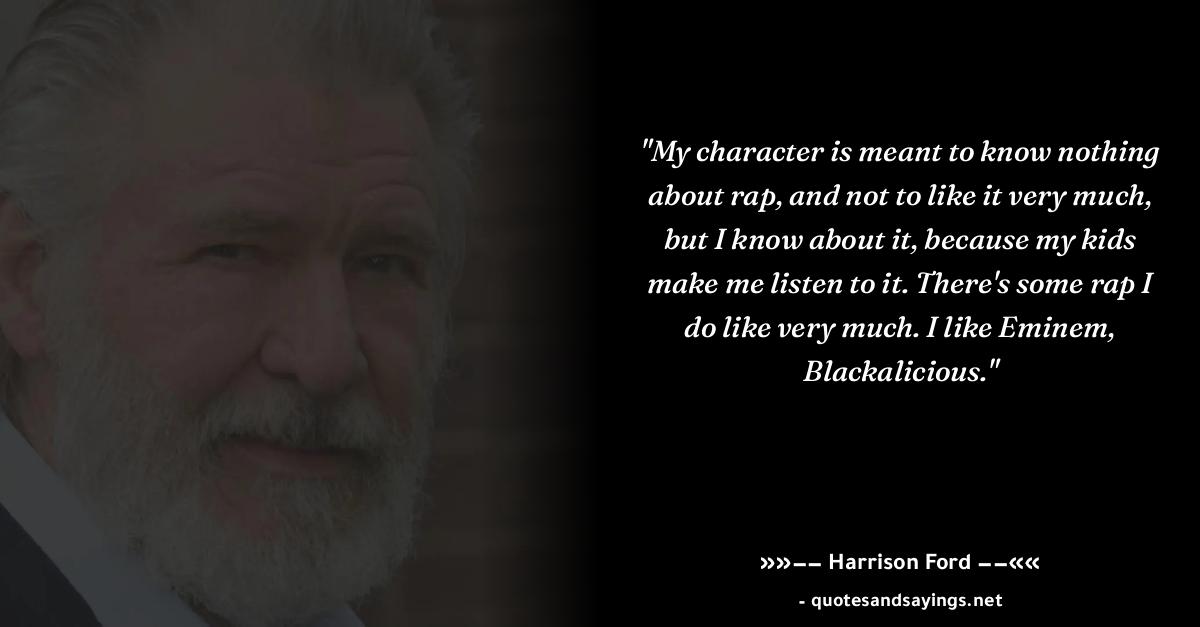 "My character is meant to know nothing
about rap, and not to like it very much,
but I know about it, because my kids
make me listen to it. There's some rap I
do like very much. I like Eminem,
Blackalicious."
»»−− Harrison Ford −−««
- quotesandsayings.net